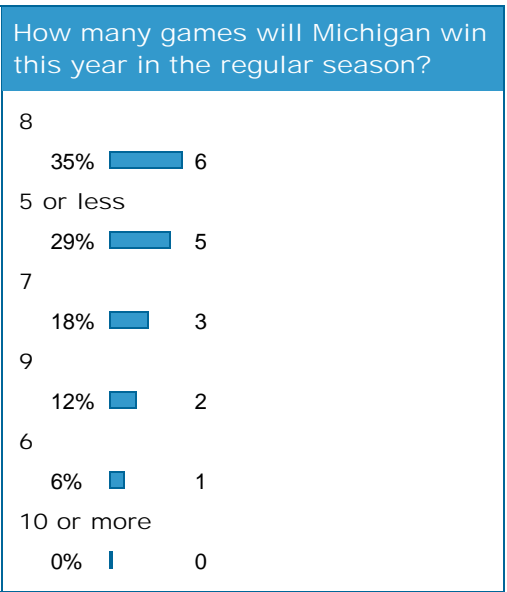 How many games will Michigan win
this year in the regular season?
8
35% 6
5 or less
29% 5
7
18% 3
9
12% 2
6
6% 1
10 or more
0% 0